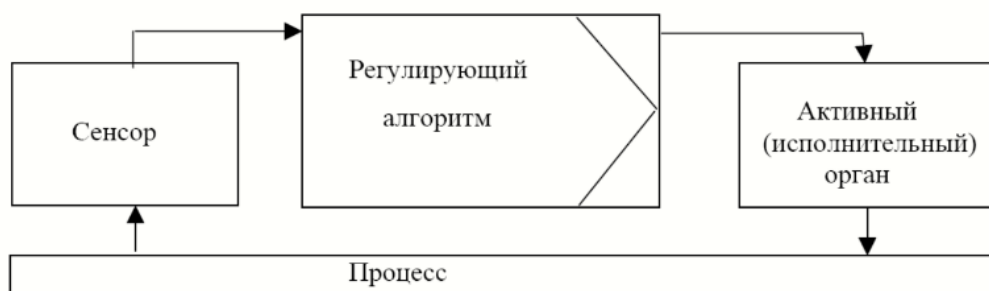 Сенсор
Регулирующий
алгоритм
Активный
(исполнительный)
орган
Процесс